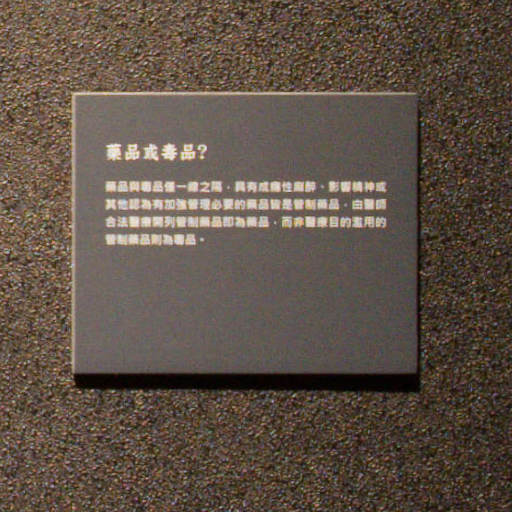 藥品或毒品?
藥品與毒品僅一線之隔，具有成癮性麻醉、影響精神或
其他認為有加強管理必要的藥品皆是管制藥品，由醫師
合法醫療開列管制藥品即為藥品，而非醫療目的濫用的
管制藥品則為毒品。